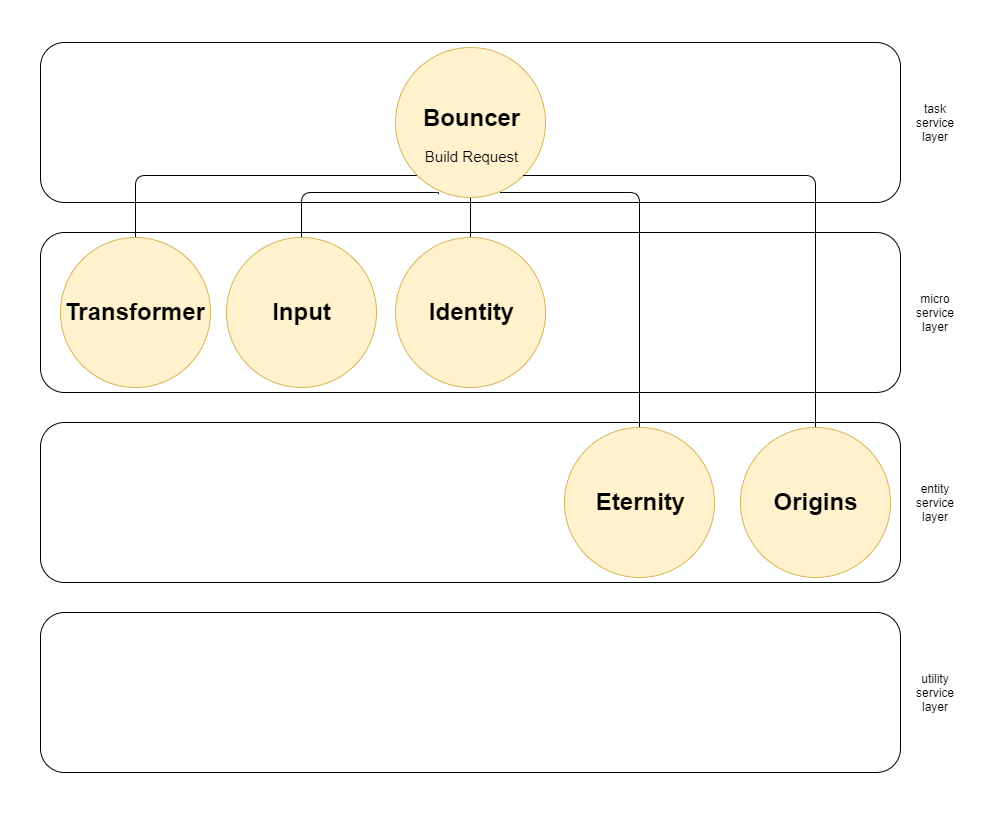 Bouncer
Build Request
task
service
layer
Transformer
Input
Identity
micro
service
layer
Eternity
Origins
entity
service
layer
utility
service
layer